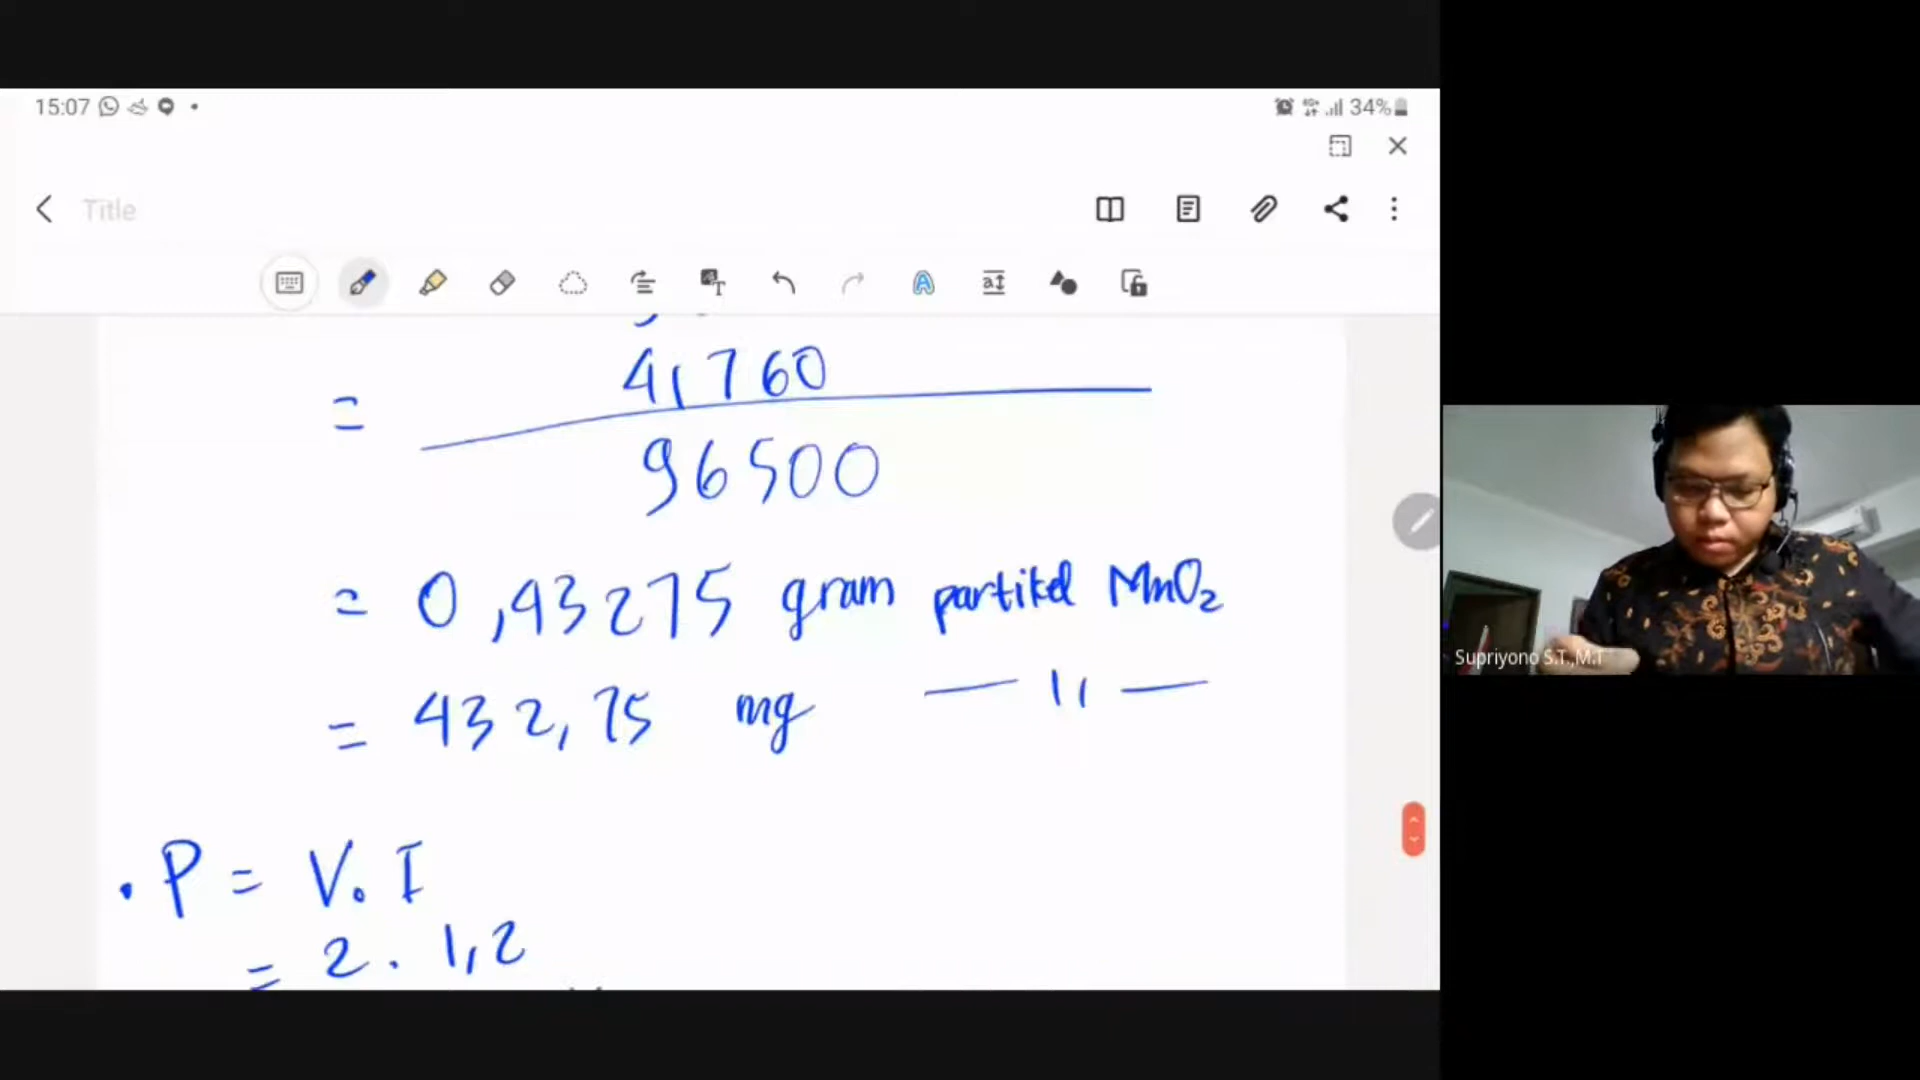 15:07
34%
Title
= 41760
96500
= 0,43275 gram partikel MnO2
= 432,75 mg — 11 —
• P = V. I
= 2. 1,2
Supriyono S.T.,M.T